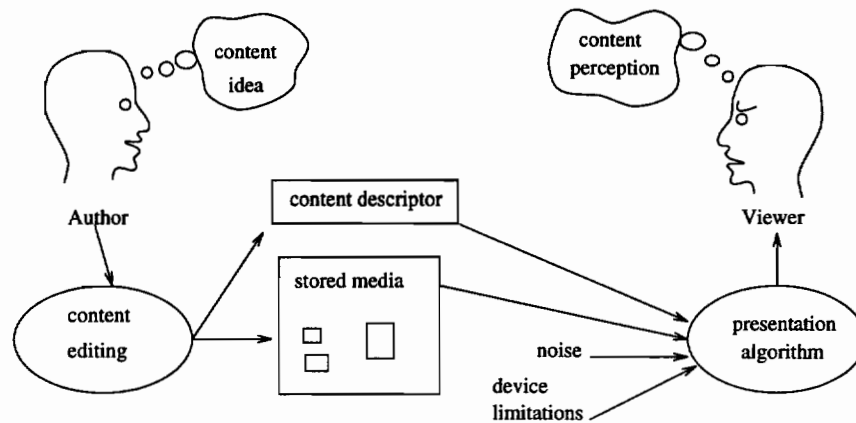 content
idea
content
perception
Author
Viewer
content descriptor
stored media
content
editing
presentation
algorithm
noise
device
limitations